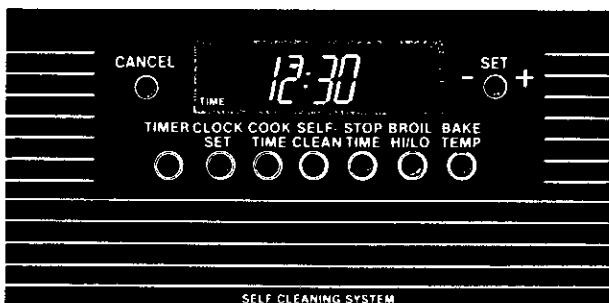 CANCEL
SET
- +
12:30
TIME
TIMER CLOCK COOK SELF- STOP BROIL BAKE
SET TIME CLEAN TIME HI/LO TEMP
SELF CLEANING SYSTEM